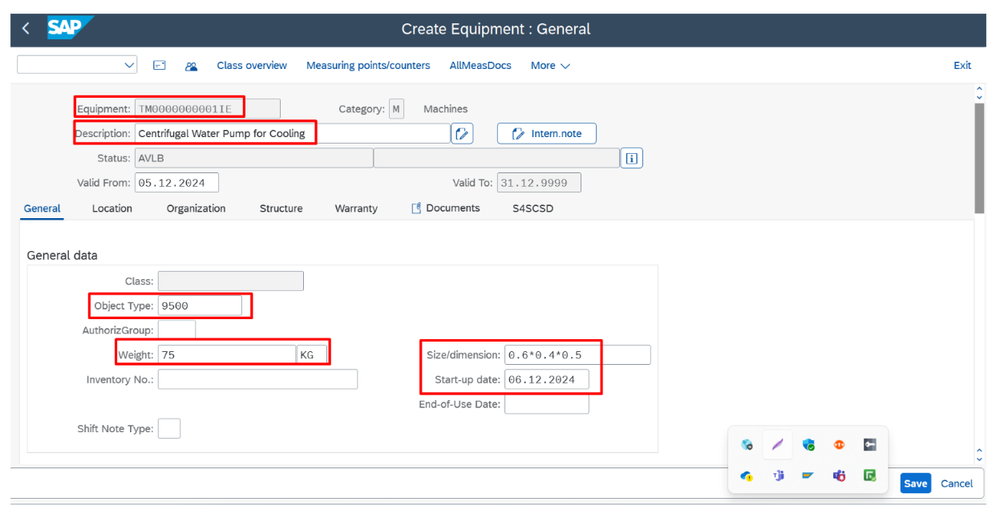 SAP Create Equipment : General
Class overview Measuring points/counters AllMeasDocs More Exit
Equipment: TM0000000001IE Category: M Machines
Description: Centrifugal Water Pump for Cooling Intern.note
Status: AVLB
Valid From: 05.12.2024 Valid To: 31.12.9999
General Location Organization Structure Warranty Documents S4SCSD
General data
Class:
Object Type: 9500
AuthorizGroup:
Weight: 75 KG Size/dimension: 0.6*0.4*0.5
Inventory No.: Start-up date: 06.12.2024
End-of-Use Date:
Shift Note Type:
Save Cancel